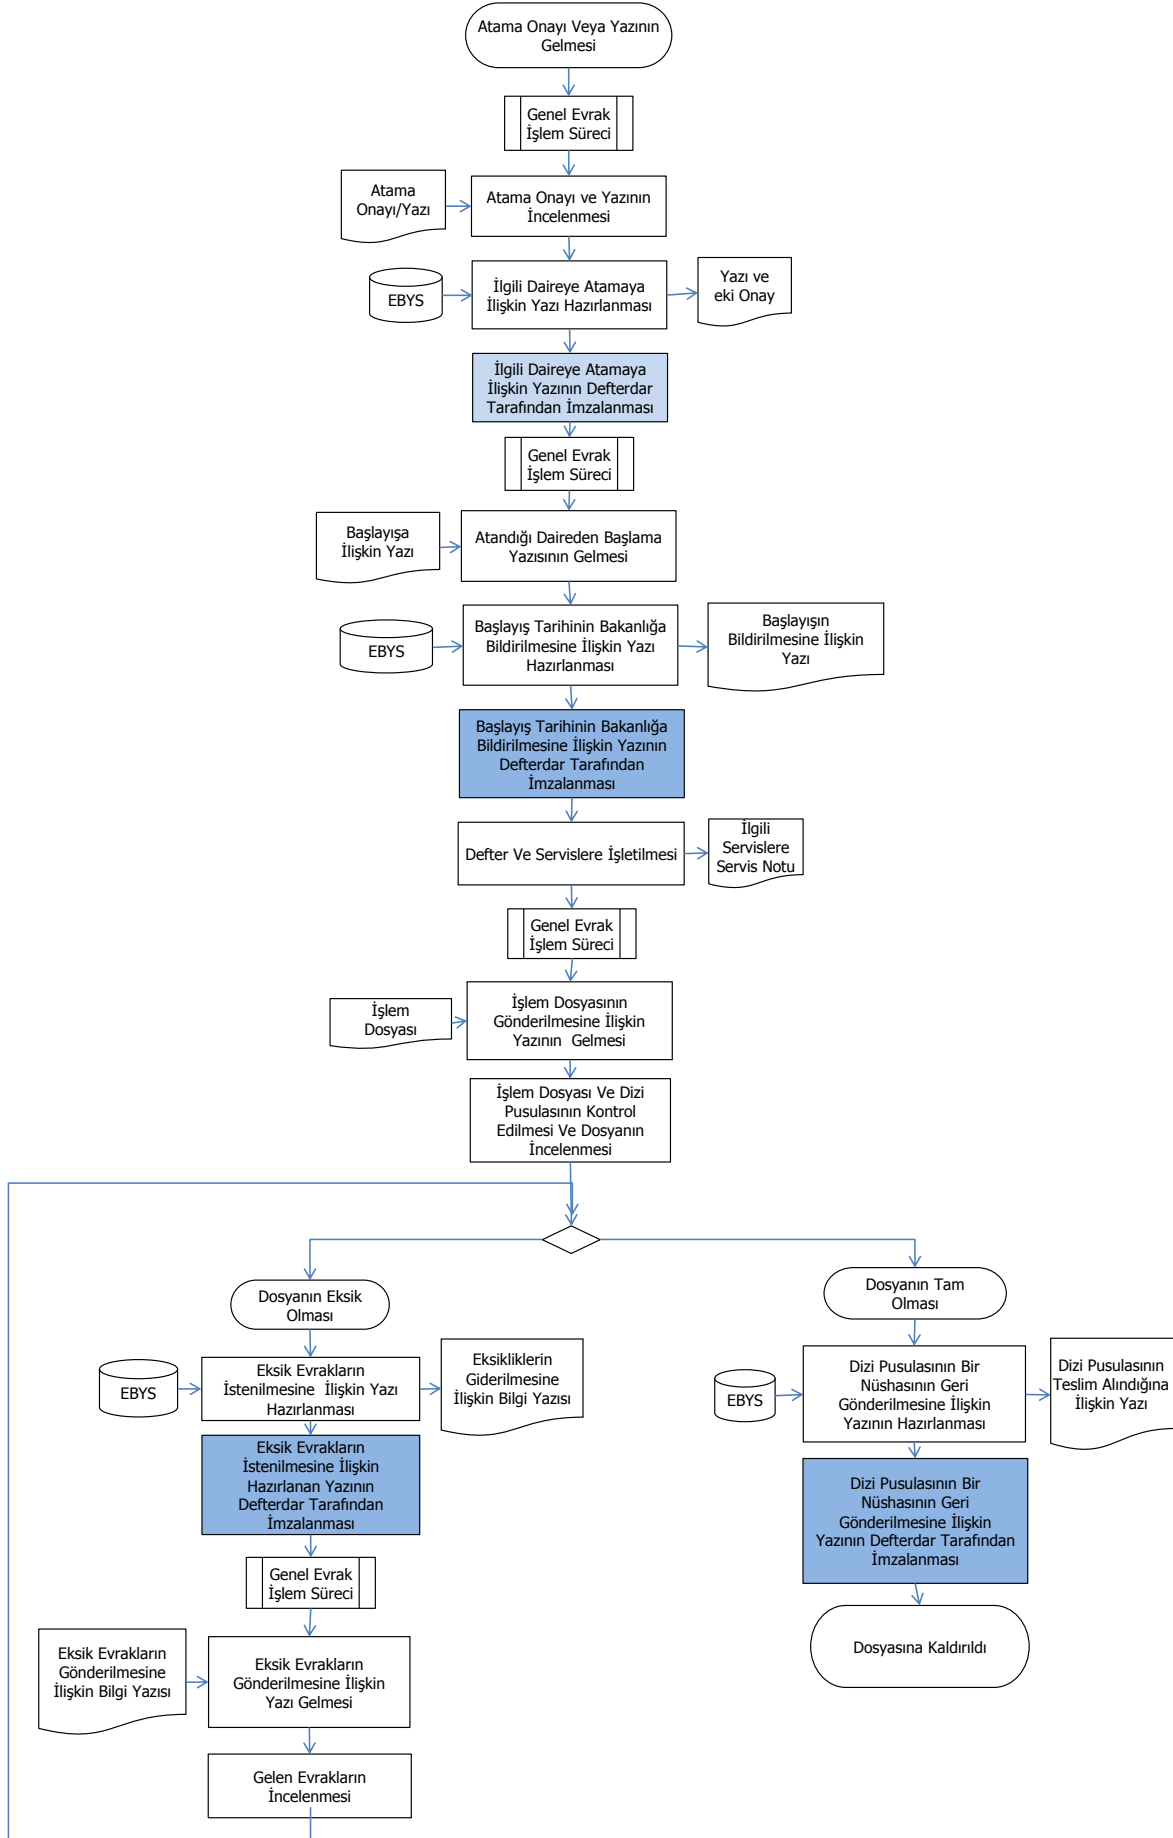 Atama Onayı Veya Yazının
Gelmesi
Genel Evrak
İşlem Süreci
Atama
Onayı/Yazı
Atama Onayı ve Yazının
İncelenmesi
EBYS
İlgili Daireye Atamaya
İlişkin Yazı Hazırlanması
Yazı ve
eki Onay
İlgili Daireye Atamaya
İlişkin Yazının Defterdar
Tarafından İmzalanması
Genel Evrak
İşlem Süreci
Başlayışa
İlişkin Yazı
Atandığı Daireden Başlama
Yazısının Gelmesi
EBYS
Başlayış Tarihinin Bakanlığa
Bildirilmesine İlişkin Yazı
Hazırlanması
Başlayışın
Bildirilmesine İlişkin
Yazı
Başlayış Tarihinin Bakanlığa
Bildirilmesine İlişkin Yazının
Defterdar Tarafından
İmzalanması
Defter Ve Servislere İşletilmesi
İlgili
Servislere
Servis Notu
Genel Evrak
İşlem Süreci
İşlem
Dosyası
İşlem Dosyasının
Gönderilmesine İlişkin
Yazının  Gelmesi
İşlem Dosyası Ve Dizi
Pusulasının Kontrol
Edilmesi Ve Dosyanın
İncelenmesi
Dosyanın Eksik
Olması
EBYS
Eksik Evrakların
İstenilmesine  İlişkin Yazı
Hazırlanması
Eksikliklerin
Giderilmesine
İlişkin Bilgi Yazısı
Eksik Evrakların
İstenilmesine İlişkin
Hazırlanan Yazının
Defterdar Tarafından
İmzalanması
Genel Evrak
İşlem Süreci
Eksik Evrakların
Gönderilmesine
İlişkin Bilgi Yazısı
Eksik Evrakların
Gönderilmesine İlişkin
Yazı Gelmesi
Gelen Evrakların
İncelenmesi
Dosyanın Tam
Olması
EBYS
Dizi Pusulasının Bir
Nüshasının Geri
Gönderilmesine İlişkin
Yazının Hazırlanması
Dizi Pusulasının
Teslim Alındığına
İlişkin Yazı
Dizi Pusulasının Bir
Nüshasının Geri
Gönderilmesine İlişkin
Yazının Defterdar Tarafından
İmzalanması
Dosyasına Kaldırıldı